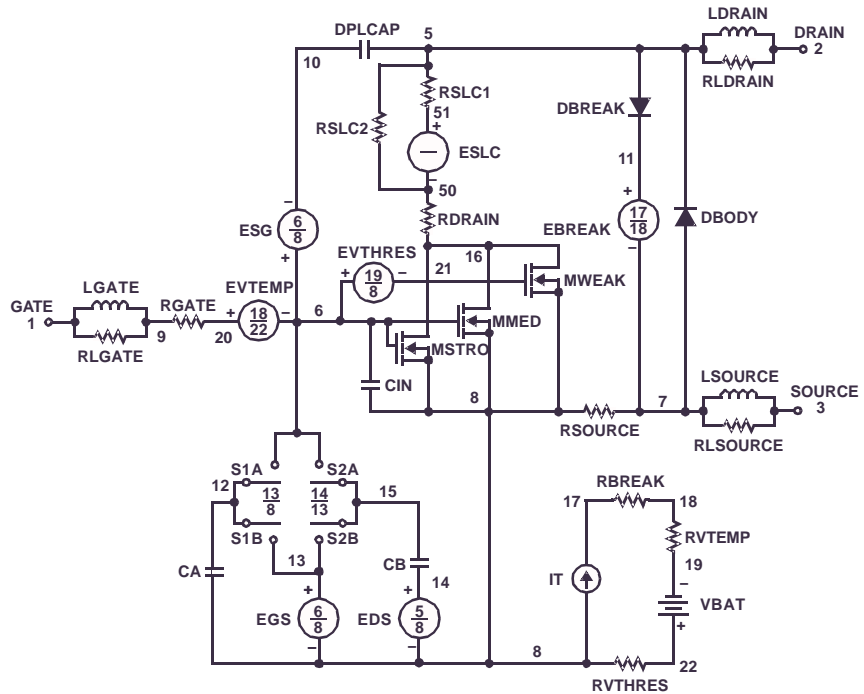 LDRAIN
DPLCAP 5 DRAIN
10 2
RLDRAIN
RSLC1
51
DBREAK
+
RSLC2
ESLC
11
−
50
− +
6
8
RDRAIN
17
18
ESG EBREAK DBODY
+ EVTHRES 16 −
+ 19
8 − 21
MWEAK
LGATE EVTEMP
GATE RGATE + 18
22 − 6
1 MMED
9 20
MSTRO
RLGATE
LSOURCE
CIN SOURCE
8 7 3
RSOURCE
RLSOURCE
S1A S2A
12 13
8
14
13 15
RBREAK
17 18
S1B S2B
RVTEMP
13 CB
CA 19
IT
14 −
+ + VBAT
6
8
5
8
EGS EDS +
− −
8
22
RVTHRES